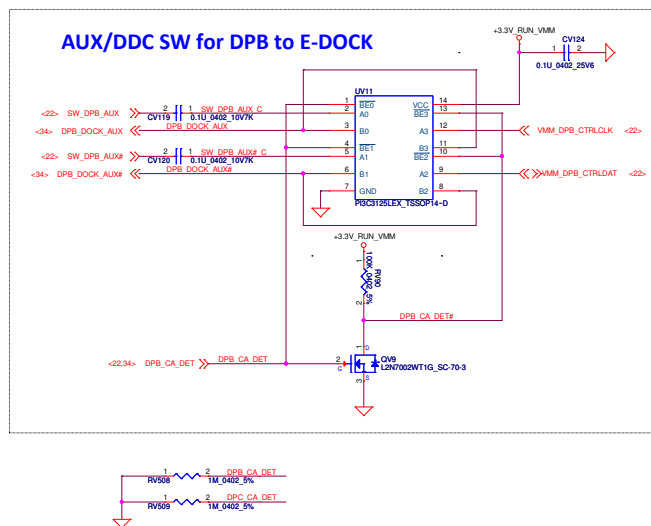 AUX/DDC SW for DPB to E-DOCK
+3.3V_RUN_VMM
CV124
1 2
0.1U_0402_25V6
UV11
<22> SW_DPB_AUX 2 1 SW_DPB_AUX_C
CV119 0.1U_0402_10V7K
<34> DPB_DOCK_AUX DPB_DOCK_AUX
<22> SW_DPB_AUX# 2 1 SW_DPB_AUX#_C
CV120 0.1U_0402_10V7K
<34> DPB_DOCK_AUX# DPB_DOCK_AUX#
1 BE0 VCC 14
2 A0 BE3 13
3 B0 A3 12 VMM_DPB_CTRLCLK <22>
4 BE1 B3 11
5 A1 BE2 10
6 B1 A2 9 VMM_DPB_CTRLDAT <22>
7 GND B2 8
PI3C3125LEX_TSSOP14~D
+3.3V_RUN_VMM
1
RV90
100K_0402_5%
2
DPB_CA_DET#
1
D
<22,34> DPB_CA_DET DPB_CA_DET 2
G
QV9
L2N7002WT1G_SC-70-3
S
3
RV508 1 2 DPB_CA_DET
1M_0402_5%
RV509 1 2 DPC_CA_DET
1M_0402_5%